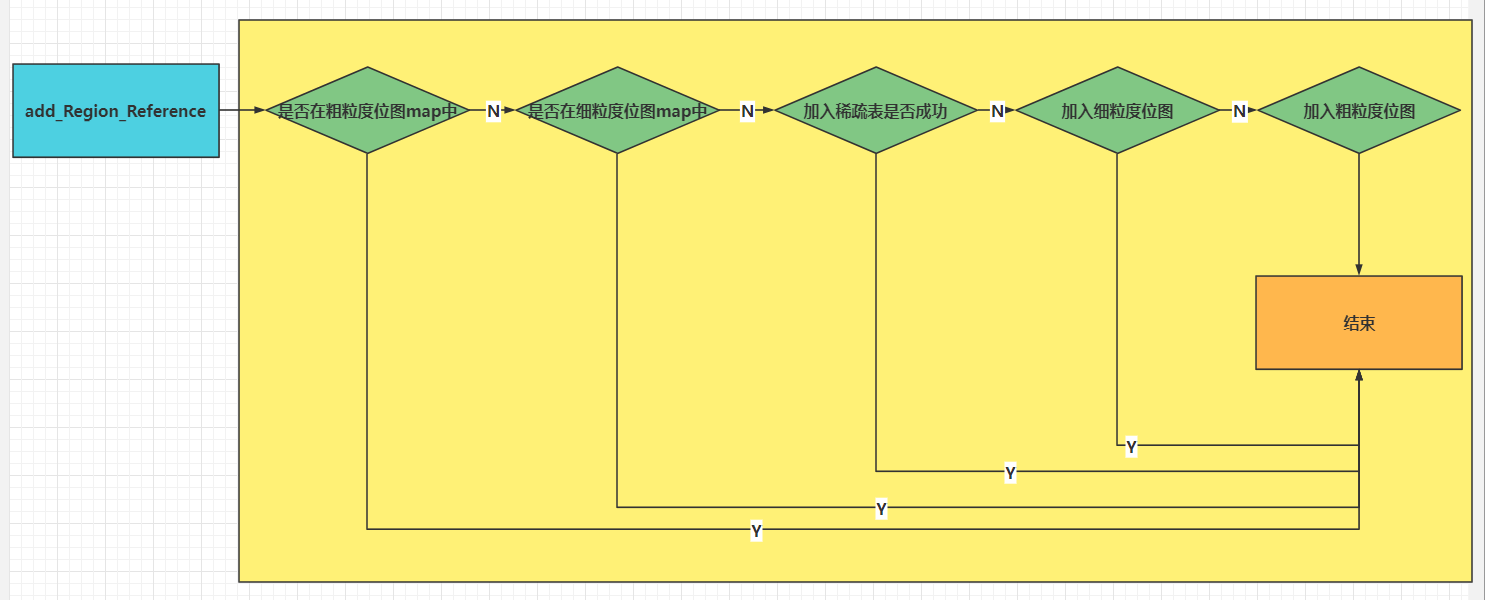 add_Region_Reference
是否在粗粒度位图map中
N
是否在细粒度位图map中
N
加入稀疏表是否成功
N
加入细粒度位图
N
加入粗粒度位图
结束
Y
Y
Y
Y